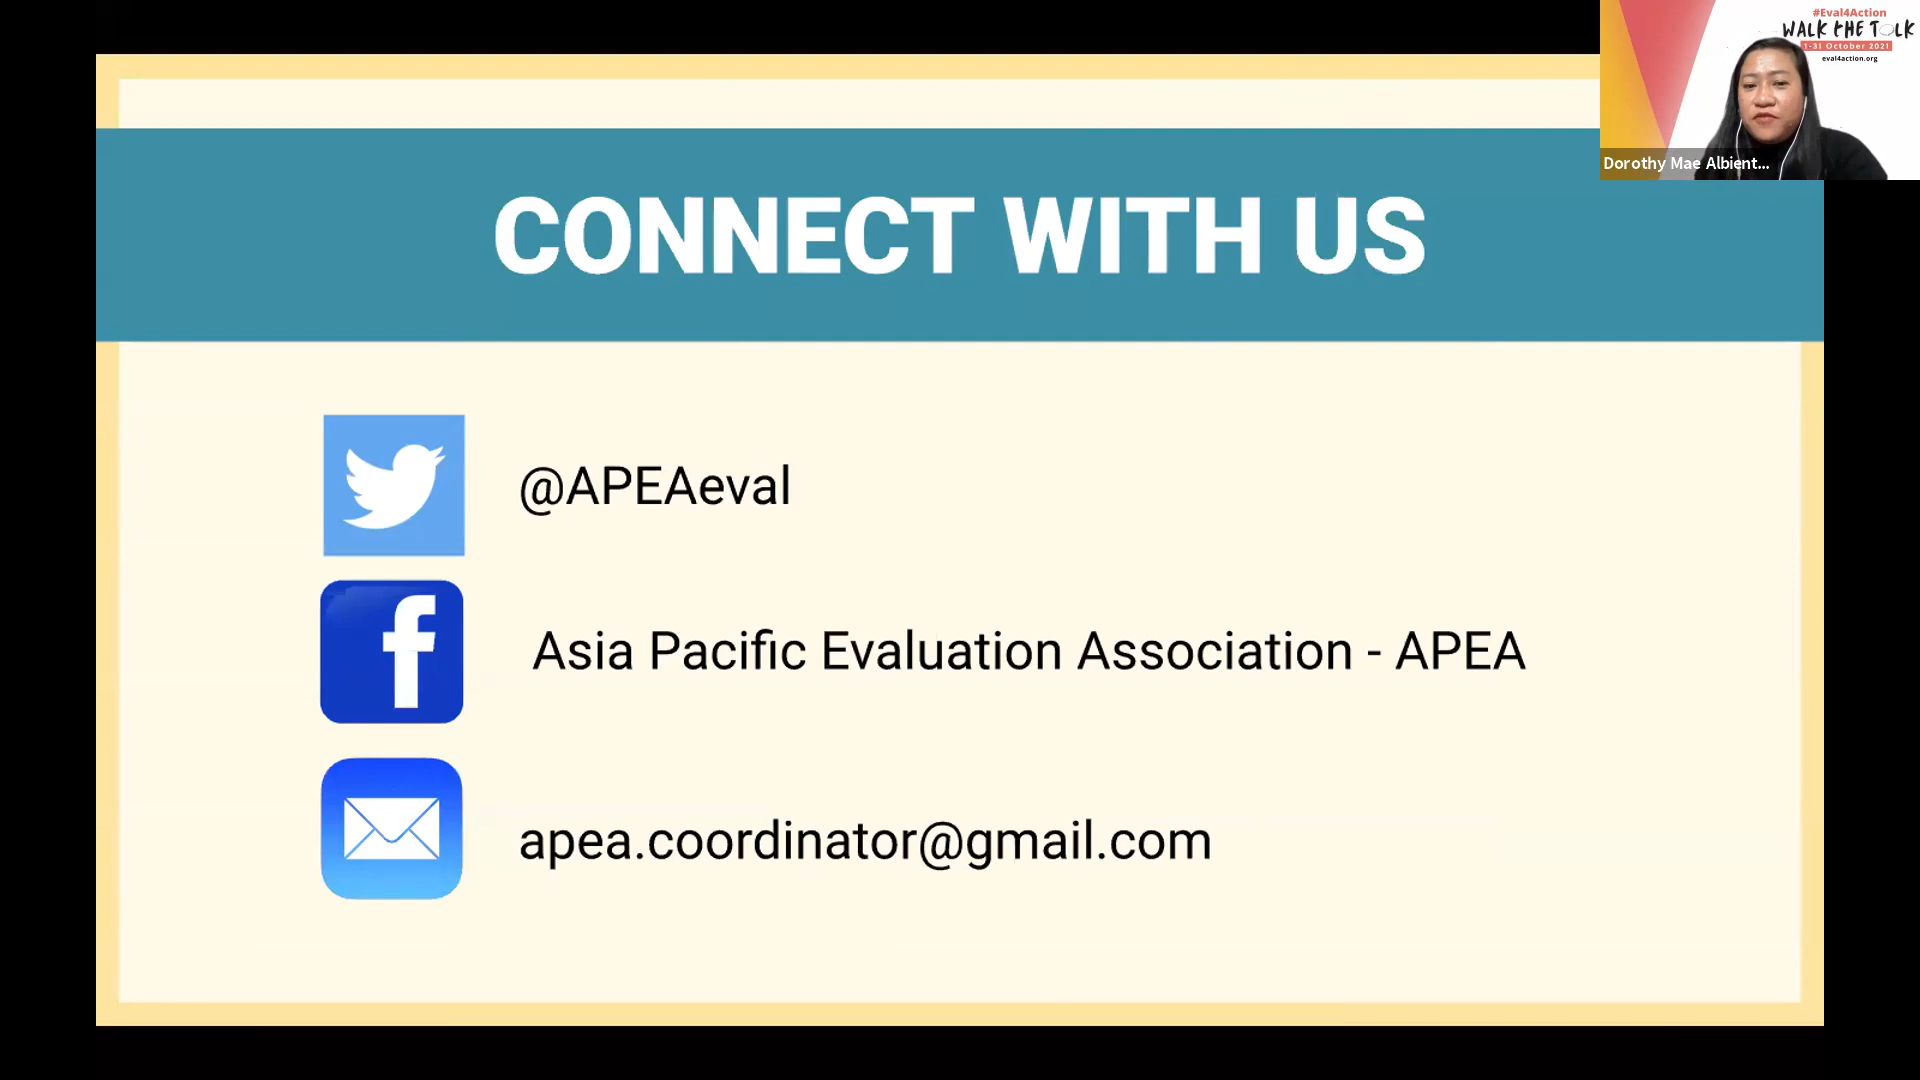 #Eval4Action
WALK THE TALK
1-31 October 2021
eval4action.org
Dorothy Mae Albient...
CONNECT WITH US
@APEAeval
Asia Pacific Evaluation Association - APEA
apea.coordinator@gmail.com